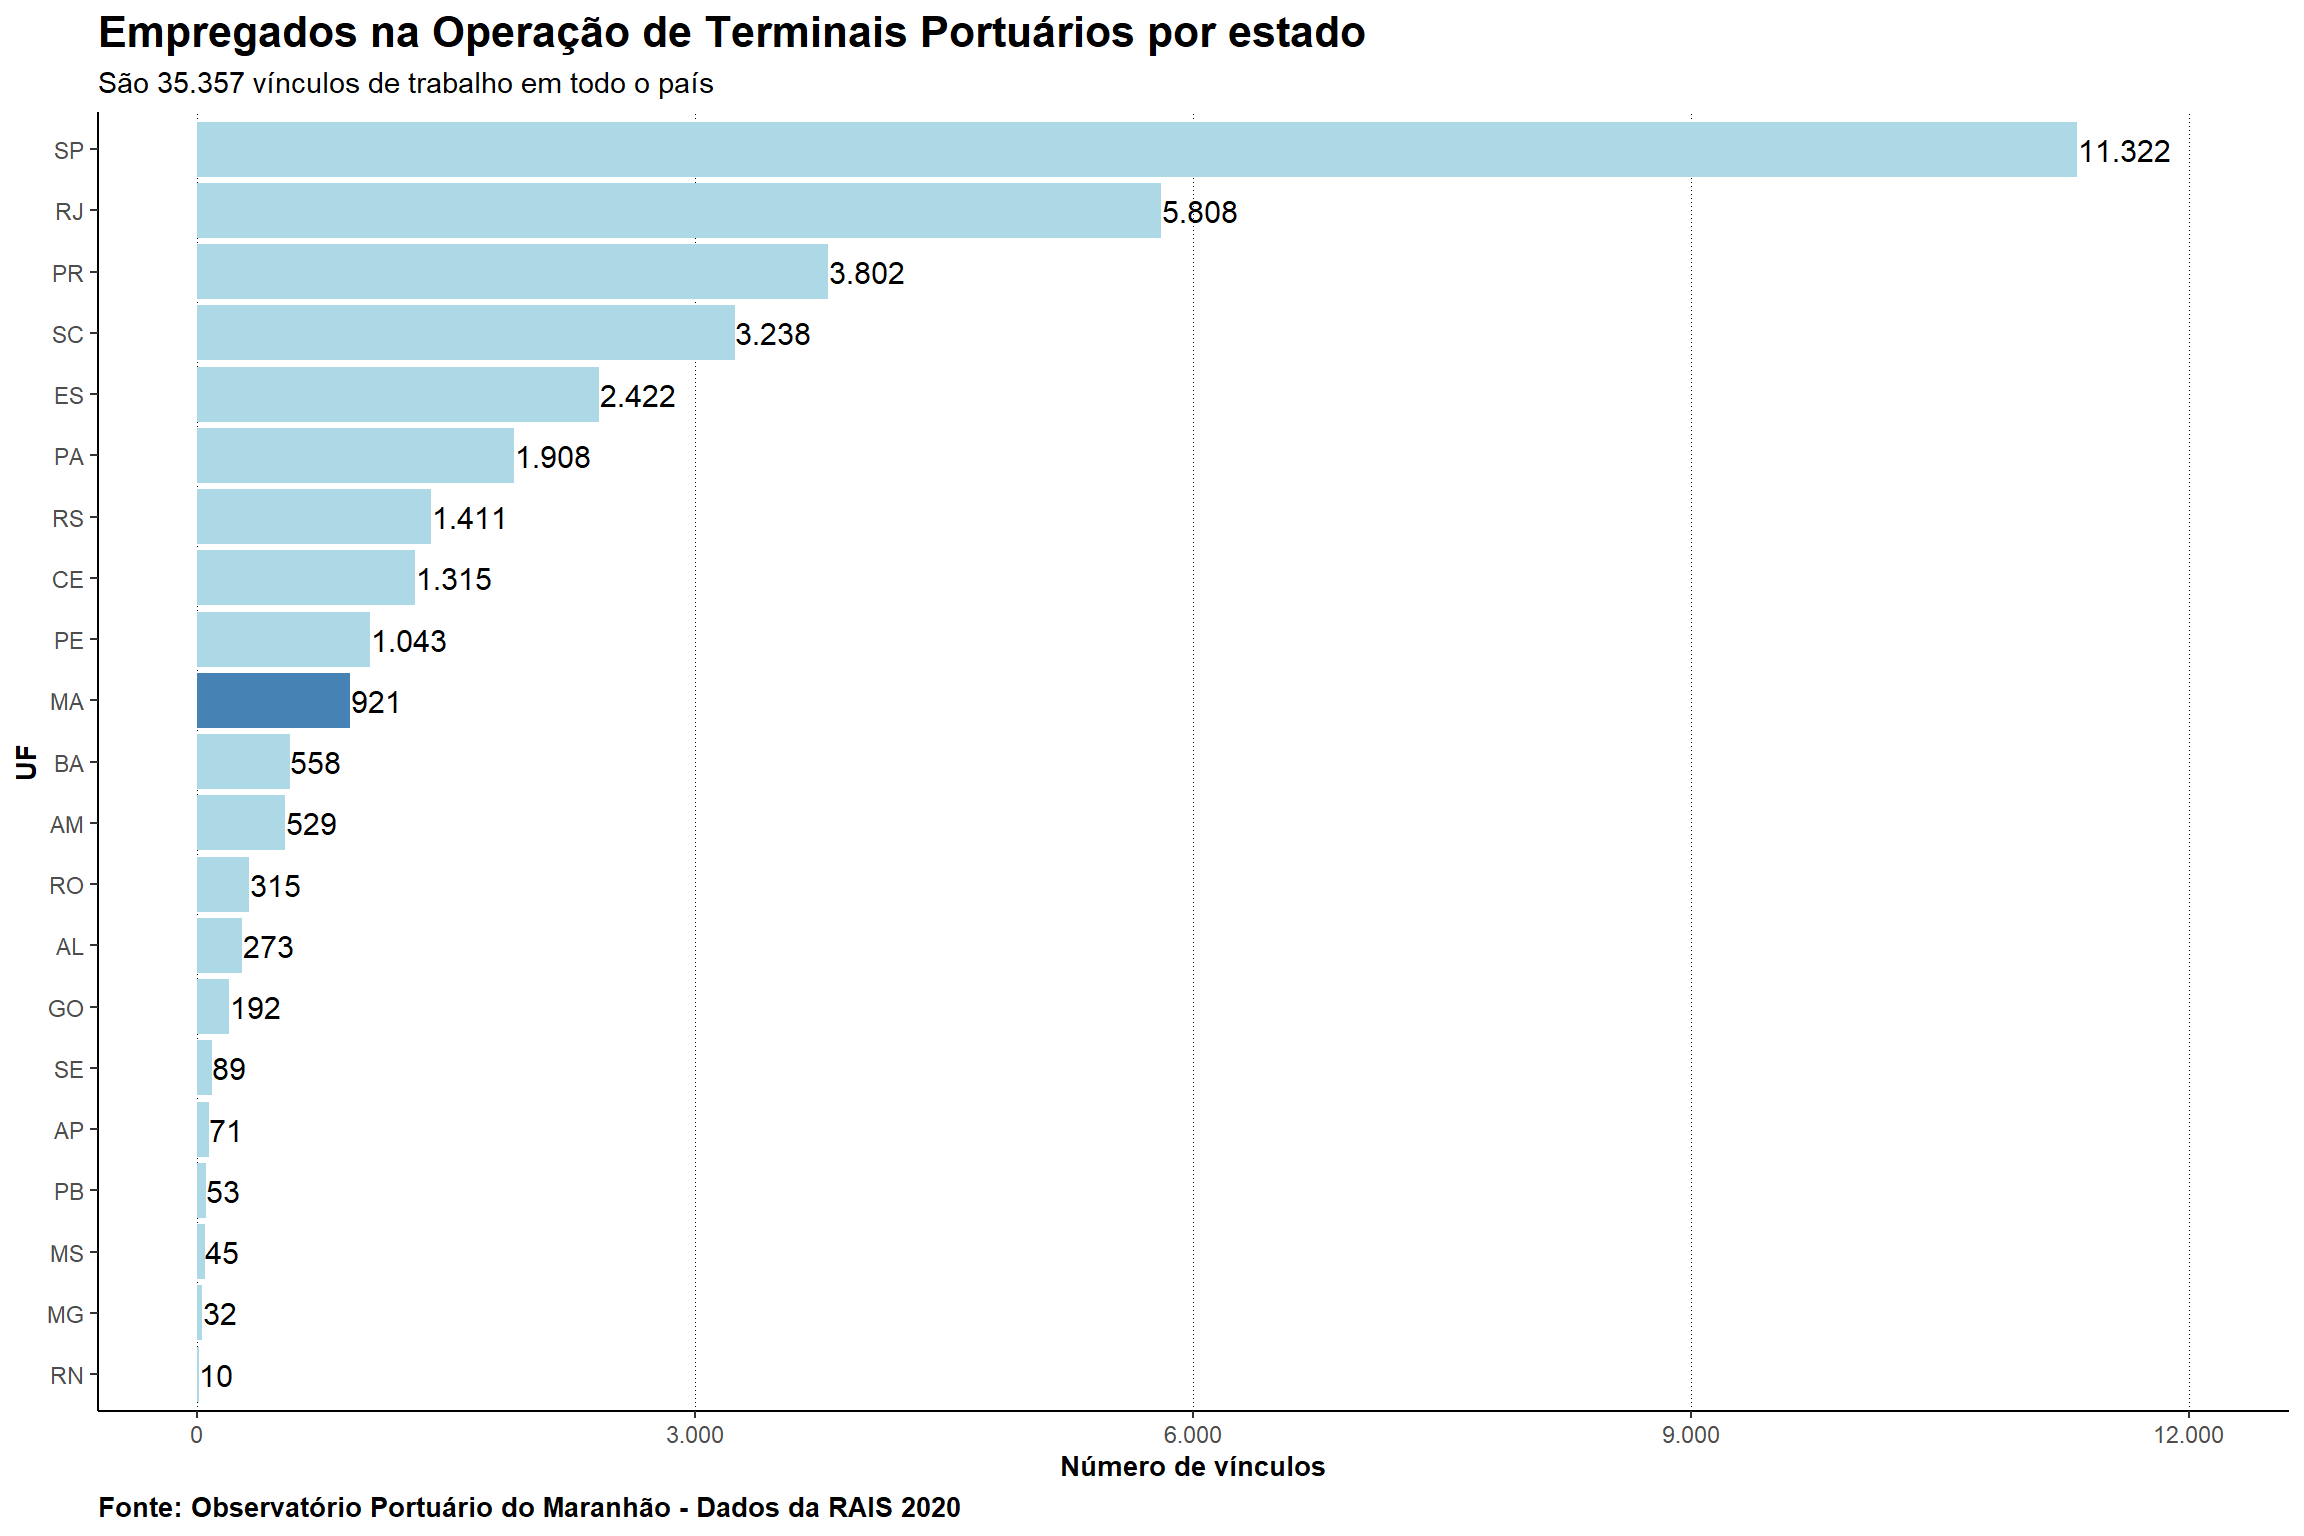 Empregados na Operação de Terminais Portuários por estado
São 35.357 vínculos de trabalho em todo o país
SP 11.322
RJ 5.808
PR 3.802
SC 3.238
ES 2.422
PA 1.908
RS 1.411
CE 1.315
PE 1.043
MA 921
UF
BA 558
AM 529
RO 315
AL 273
GO 192
SE 89
AP 71
PB 53
MS 45
MG 32
RN 10
0 3.000 6.000 9.000 12.000
Número de vínculos
Fonte: Observatório Portuário do Maranhão - Dados da RAIS 2020